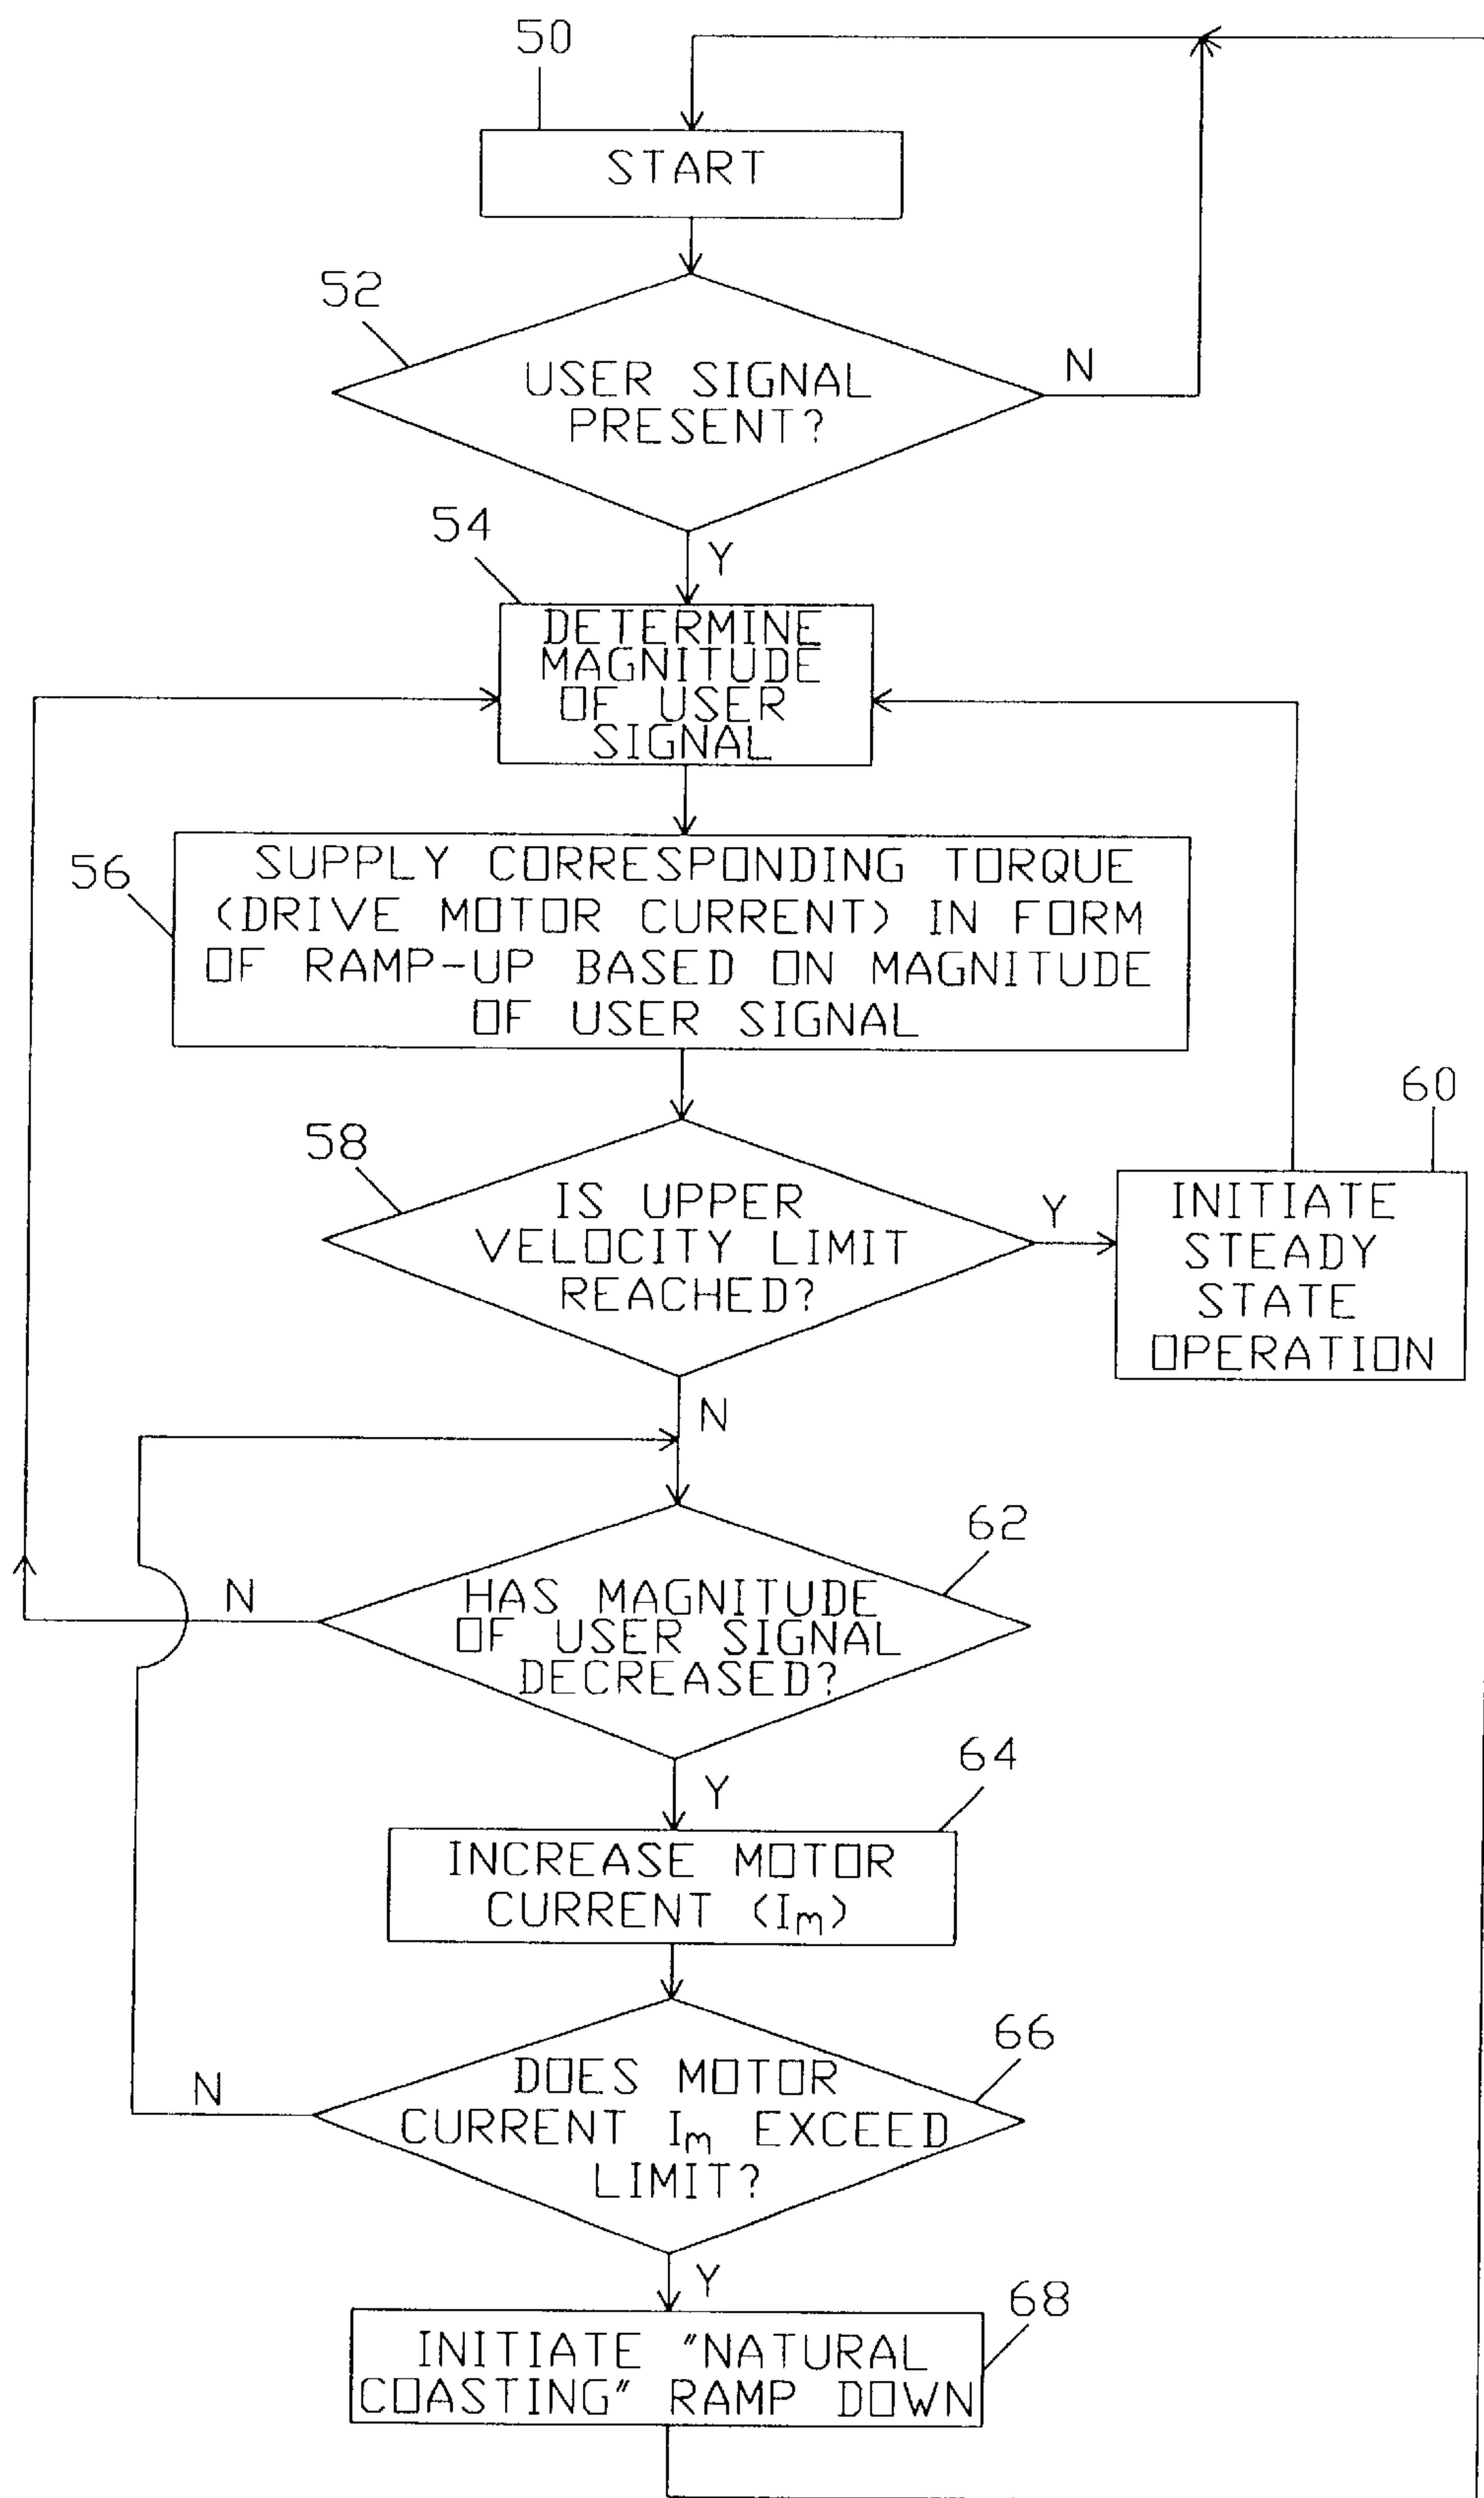 50
START
52
USER SIGNAL
PRESENT?
N
54
Y
DETERMINE
MAGNITUDE
OF USER
SIGNAL
56
SUPPLY CORRESPONDING TORQUE
(DRIVE MOTOR CURRENT) IN FORM
OF RAMP-UP BASED ON MAGNITUDE
OF USER SIGNAL
58
IS UPPER
VELOCITY LIMIT
REACHED?
Y
60
INITIATE
STEADY
STATE
OPERATION
N
62
HAS MAGNITUDE
OF USER SIGNAL
DECREASED?
N
Y
64
INCREASE MOTOR
CURRENT (Im)
66
DOES MOTOR
CURRENT Im EXCEED
LIMIT?
N
Y
68
INITIATE "NATURAL
COASTING" RAMP DOWN